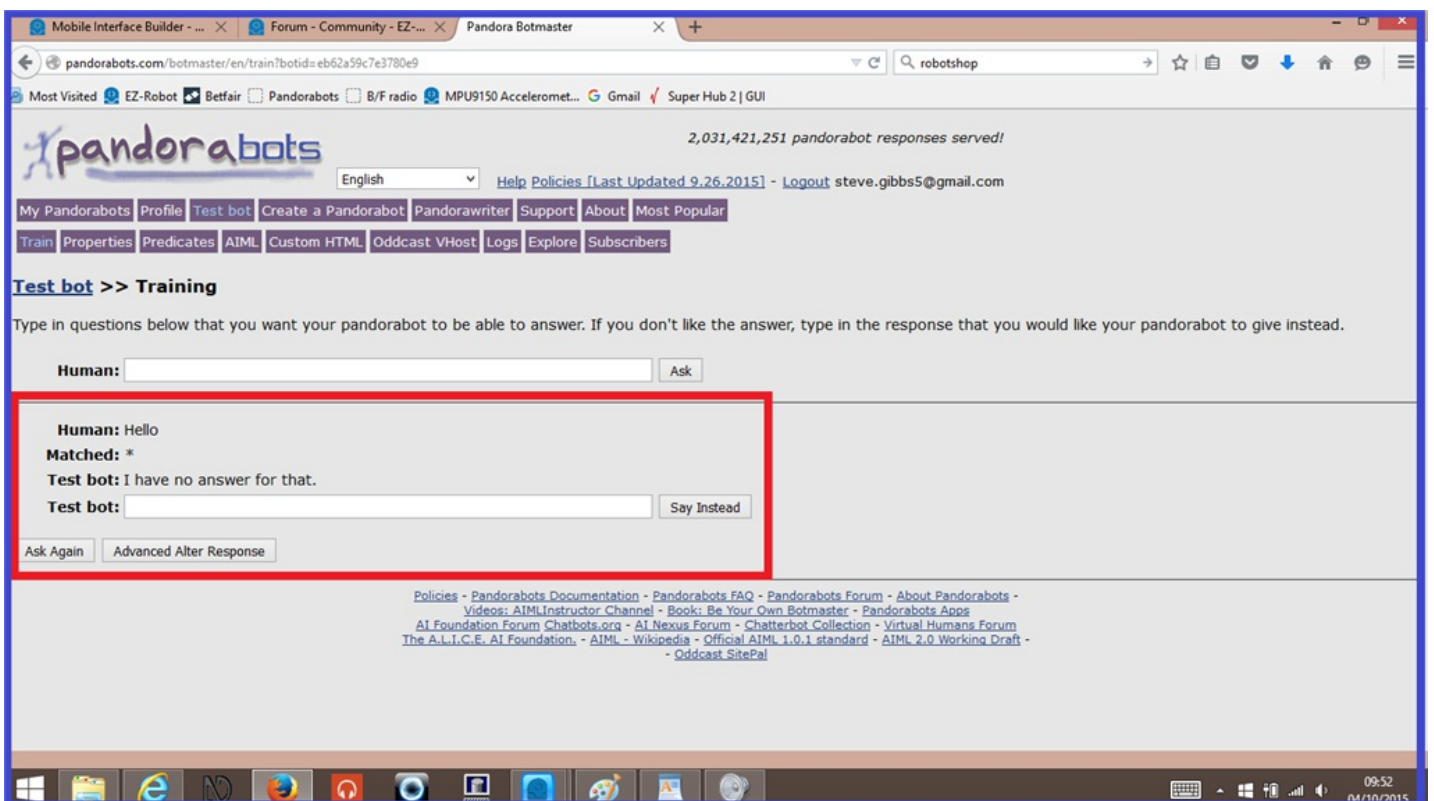 Mobile Interface Builder - ...
Forum - Community - EZ-...
Pandora Botmaster
pandorabots.com/botmaster/en/train?botid=eb62a59c7e3780e9
robotshop
Most Visited EZ-Robot Betfair Pandorabots B/F radio MPU9150 Acceleromet... Gmail Super Hub 2 | GUI
pandorabots
2,031,421,251 pandorabot responses served!
English
Help Policies [Last Updated 9.26.2015] - Logout steve.gibbs5@gmail.com
My Pandorabots Profile Test bot Create a Pandorabot Pandorawriter Support About Most Popular
Train Properties Predicates AIML Custom HTML Oddcast VHost Logs Explore Subscribers
Test bot >> Training
Type in questions below that you want your pandorabot to be able to answer. If you don't like the answer, type in the response that you would like your pandorabot to give instead.
Human: Ask
Human: Hello
Matched: *
Test bot: I have no answer for that.
Test bot: Say Instead
Ask Again Advanced Alter Response
Policies - Pandorabots Documentation - Pandorabots FAQ - Pandorabots Forum - About Pandorabots -
Videos: AIMLInstructor Channel - Book: Be Your Own Botmaster - Pandorabots Apps
AI Foundation Forum Chatbots.org - AI Nexus Forum - Chatterbot Collection - Virtual Humans Forum
The A.L.I.C.E. AI Foundation. - AIML - Wikipedia - Official AIML 1.0.1 standard - AIML 2.0 Working Draft -
- Oddcast SitePal
09:52
04/10/2015